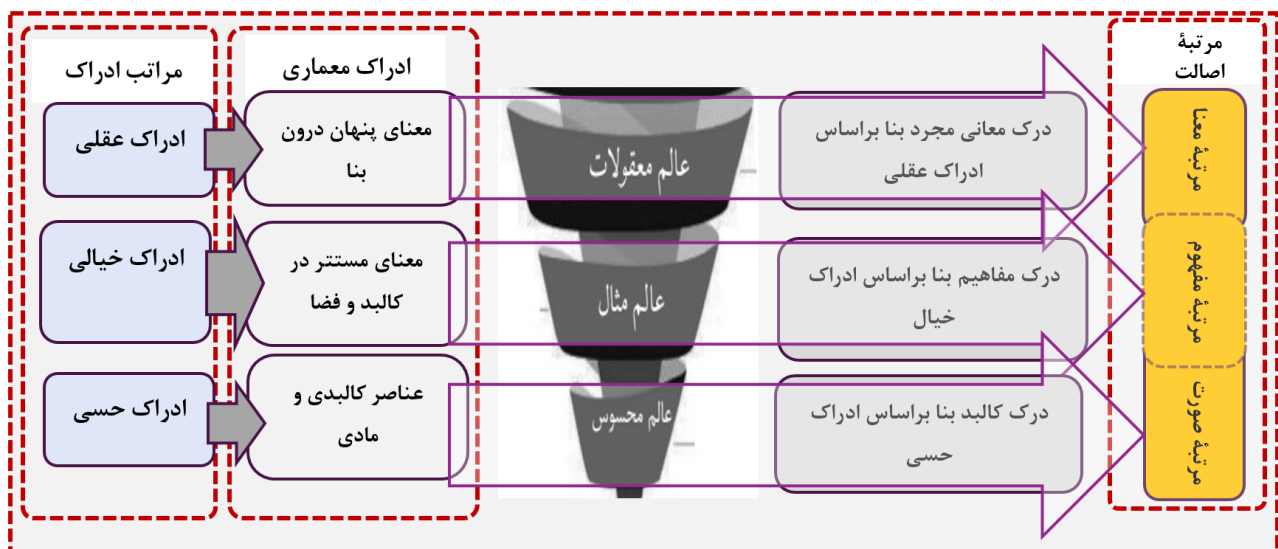 مراتب ادراک
ادراک معماری
مرتبهٔ
اصالت
ادراک عقلی
معنای پنهان درون
بنا
عالم معقولات
درک معانی مجرد بنا براساس
ادراک عقلی
مرتبهٔ معنا
ادراک خیالی
معنای مستتر در
کالبد و فضا
عالم مثال
درک مفاهیم بنا براساس ادراک
خیال
مرتبهٔ مفهوم
ادراک حسی
عناصر کالبدی و
مادی
عالم محسوس
درک کالبد بنا براساس ادراک
حسی
مرتبهٔ صورت